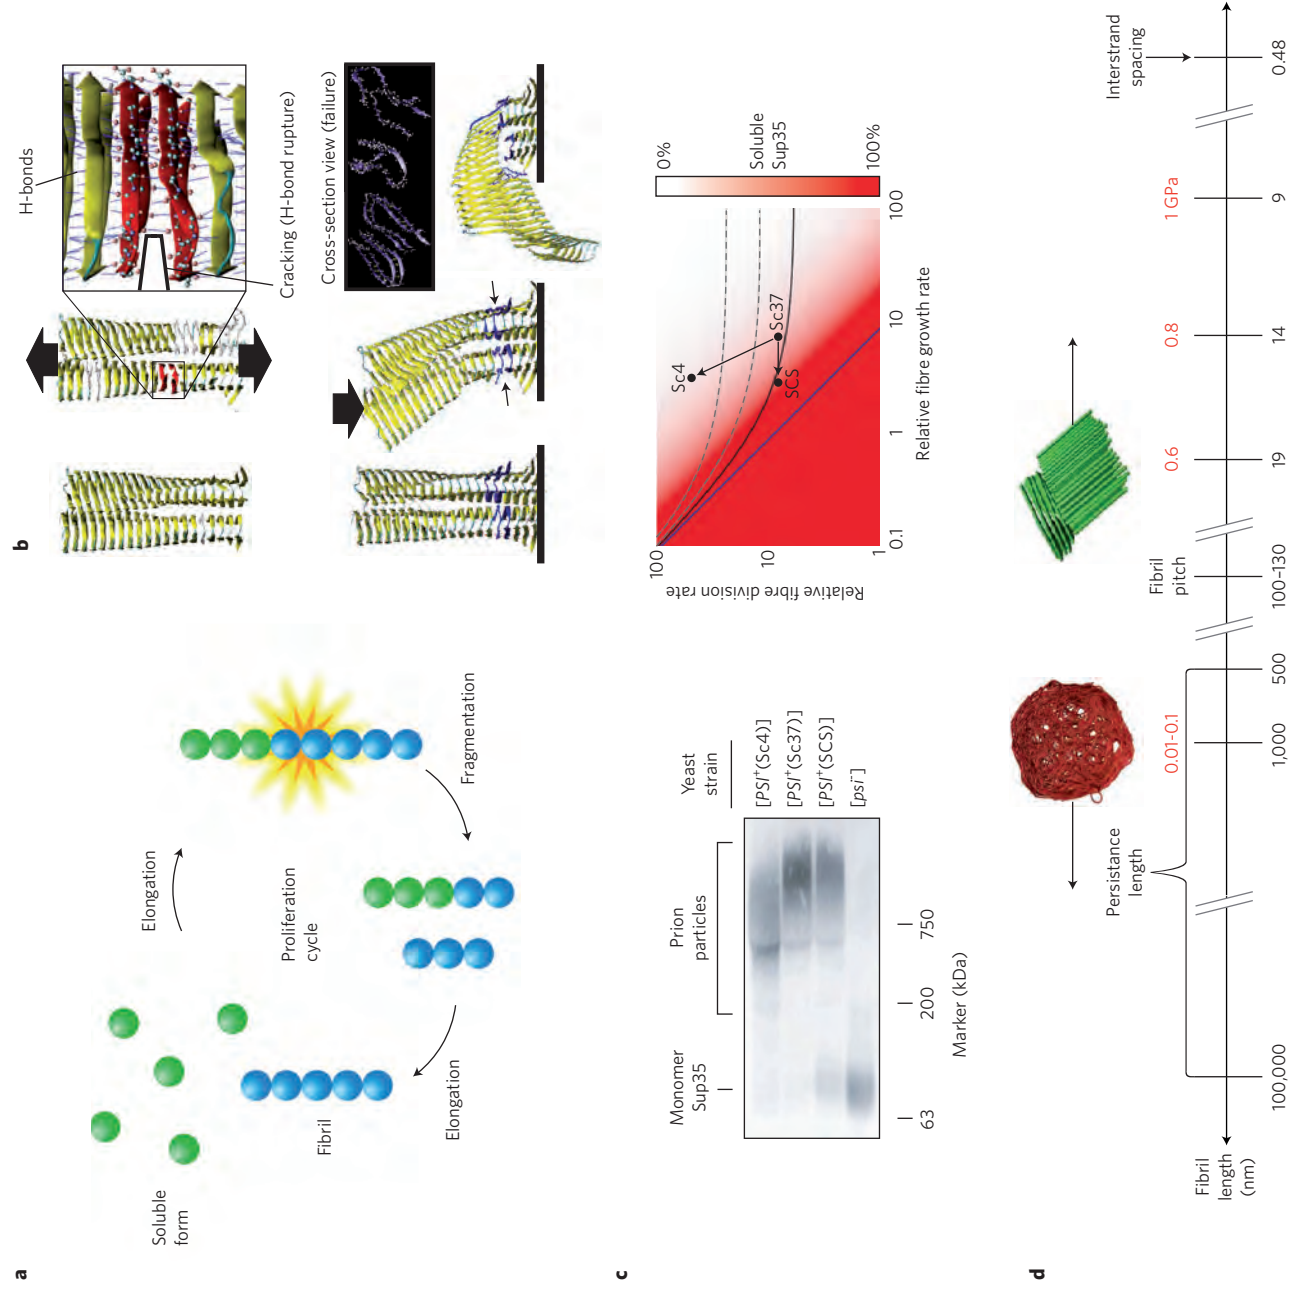 a
Soluble
form
Elongation
Fibril
Proliferation
cycle
Elongation
Fragmentation
b
H-bonds
Cracking (H-bond rupture)
Cross-section view (failure)
c
Monomer
Sup35
Prion
particles
Yeast
strain
[PSI+(Sc4)]
[PSI+(Sc37)]
[PSI+(SCS)]
[psi−]
63
200
750
Marker (kDa)
Relative fibre division rate
100
10
1
0.1
1
10
100
Relative fibre growth rate
Sc4
Sc37
SCS
0%
Soluble
Sup35
100%
d
Persistance
length
0.01-0.1
Fibril
pitch
0.6
0.8
1 GPa
Interstrand
spacing
Fibril
length
(nm)
100,000
1,000
500
100-130
19
14
9
0.48